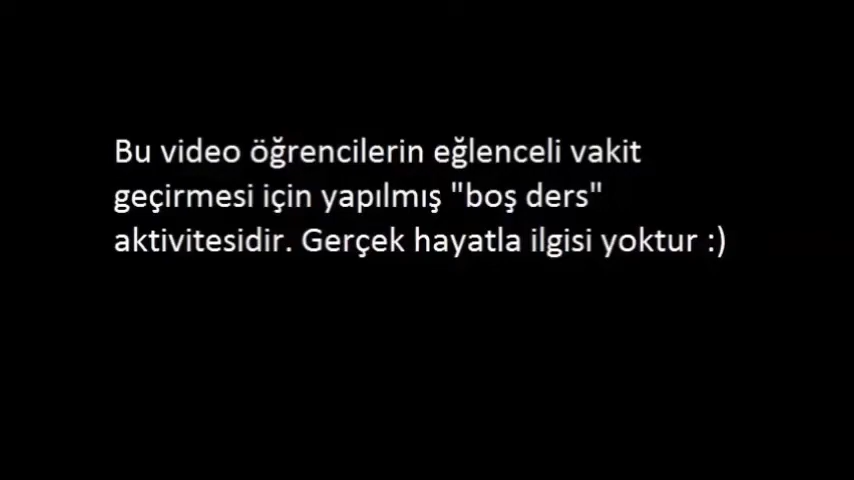 Bu video öğrencilerin eğlenceli vakit
geçirmesi için yapılmış "boş ders"
aktivitesidir. Gerçek hayatla ilgisi yoktur :)